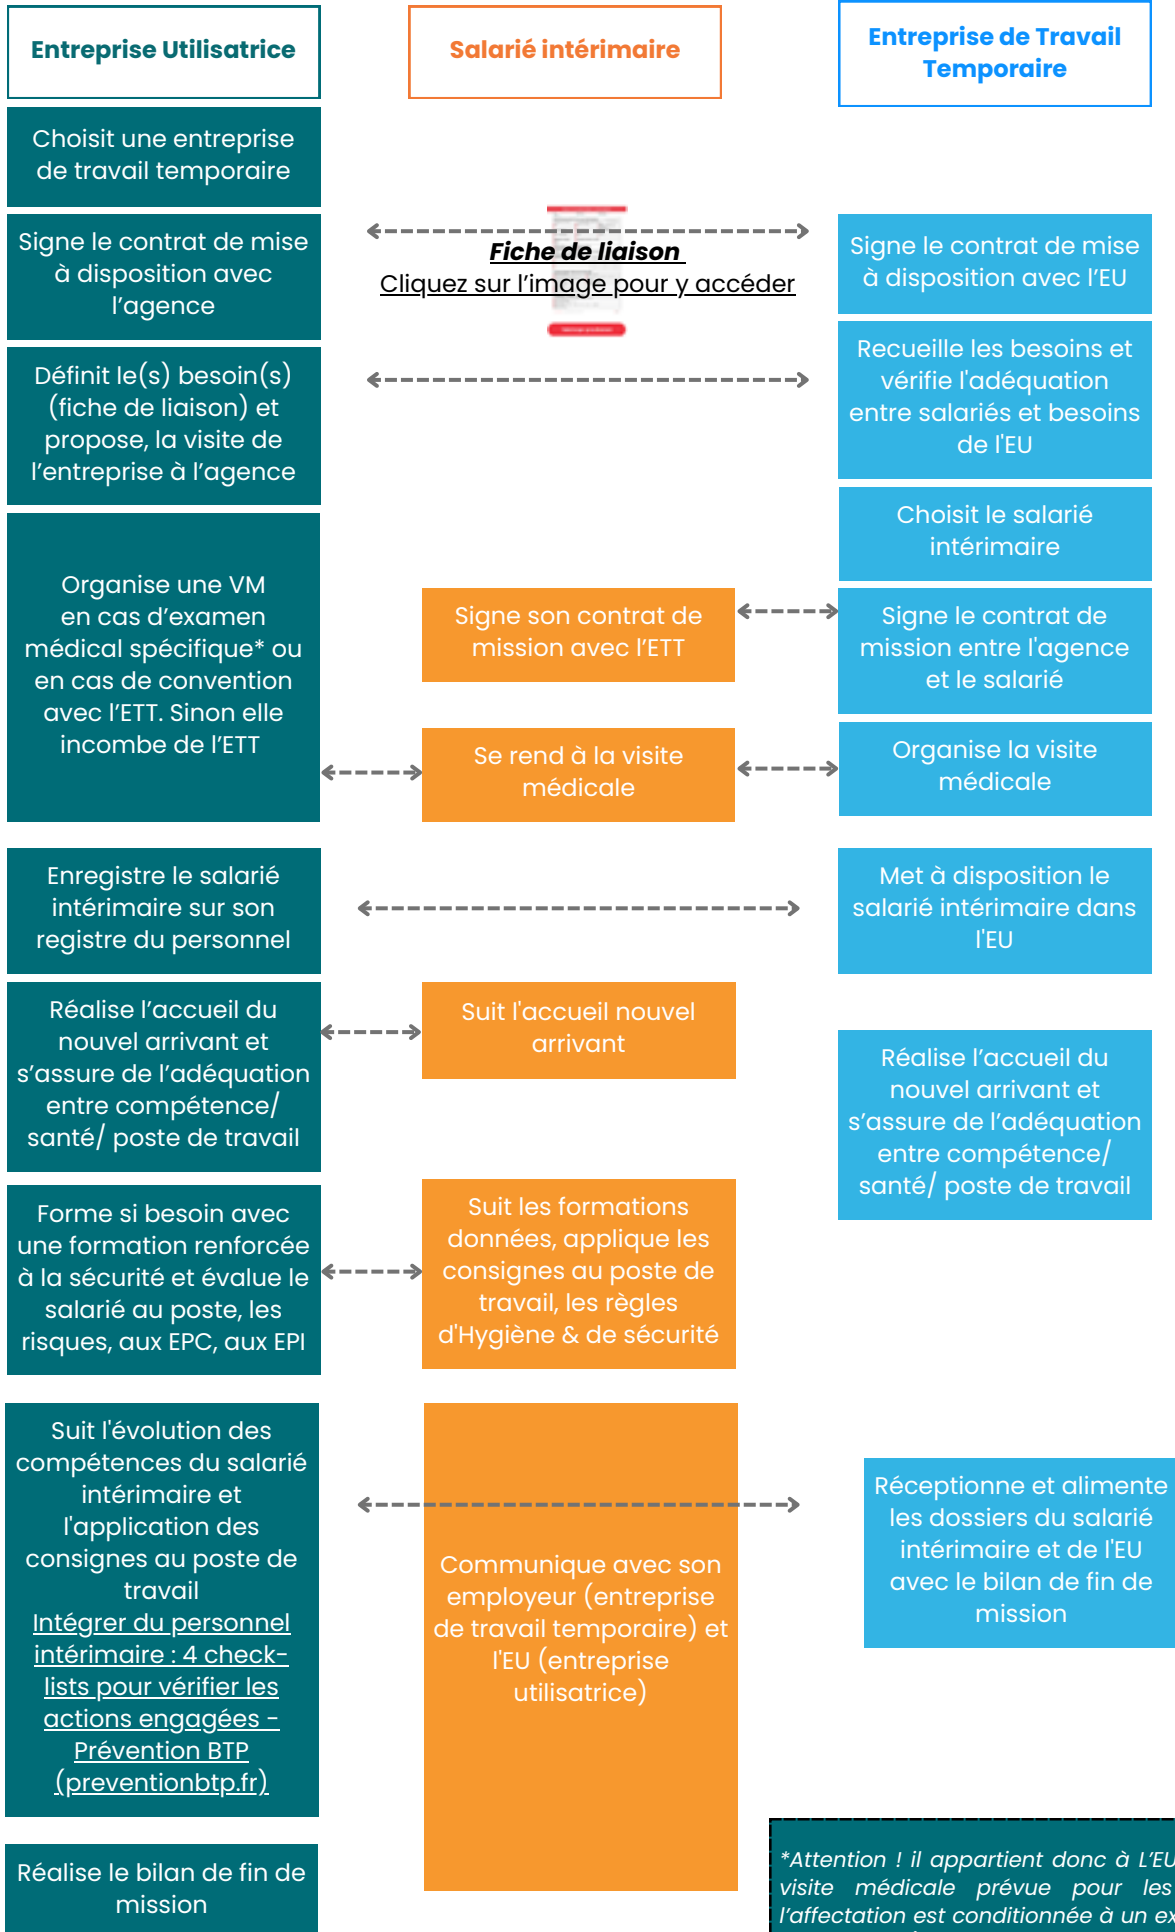 Entreprise Utilisatrice
Salarié intérimaire
Entreprise de Travail
Temporaire
Choisit une entreprise
de travail temporaire
Signe le contrat de mise
à disposition avec
l’agence
Fiche de liaison
Cliquez sur l’image pour y accéder
Signe le contrat de mise
à disposition avec l’EU
Définit le(s) besoin(s)
(fiche de liaison) et
propose, la visite de
l’entreprise à l’agence
Recueille les besoins et
vérifie l'adéquation
entre salariés et besoins
de l'EU
Choisit le salarié
intérimaire
Organise une VM
en cas d’examen
médical spécifique* ou
en cas de convention
avec l’ETT. Sinon elle
incombe de l’ETT
Signe son contrat de
mission avec l’ETT
Signe le contrat de
mission entre l'agence
et le salarié
Se rend à la visite
médicale
Organise la visite
médicale
Enregistre le salarié
intérimaire sur son
registre du personnel
Met à disposition le
salarié intérimaire dans
l'EU
Réalise l’accueil du
nouvel arrivant et
s’assure de l’adéquation
entre compétence/
santé/ poste de travail
Suit l'accueil nouvel
arrivant
Réalise l’accueil du
nouvel arrivant et
s’assure de l’adéquation
entre compétence/
santé/ poste de travail
Forme si besoin avec
une formation renforcée
à la sécurité et évalue le
salarié au poste, les
risques, aux EPC, aux EPI
Suit les formations
données, applique les
consignes au poste de
travail, les règles
d'Hygiène & de sécurité
Suit l'évolution des
compétences du salarié
intérimaire et
l'application des
consignes au poste de
travail
Intégrer du personnel
intérimaire : 4 check-
lists pour vérifier les
actions engagées -
Prévention BTP
(preventionbtp.fr)
Communique avec son
employeur (entreprise
de travail temporaire) et
l'EU (entreprise
utilisatrice)
Réceptionne et alimente
les dossiers du salarié
intérimaire et de l'EU
avec le bilan de fin de
mission
Réalise le bilan de fin de
mission
*Attention ! il appartient donc à L’EU
visite médicale prévue pour les
l’affectation est conditionnée à un ex